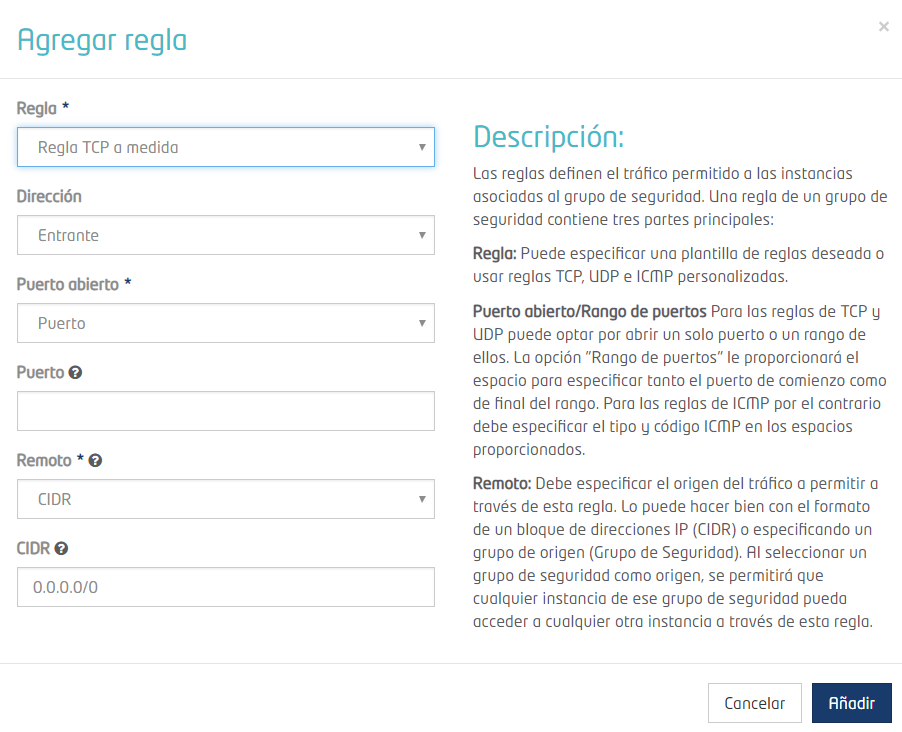 Agregar regla
×
Regla *
Regla TCP a medida
Dirección
Entrante
Puerto abierto *
Puerto
Puerto
Remoto *
CIDR
CIDR
0.0.0.0/0
Descripción:
Las reglas definen el tráfico permitido a las instancias
asociadas al grupo de seguridad. Una regla de un grupo de
seguridad contiene tres partes principales:
Regla: Puede especificar una plantilla de reglas deseada o
usar reglas TCP, UDP e ICMP personalizadas.
Puerto abierto/Rango de puertos Para las reglas de TCP y
UDP puede optar por abrir un solo puerto o un rango de
ellos. La opción "Rango de puertos" le proporcionará el
espacio para especificar tanto el puerto de comienzo como
de final del rango. Para las reglas de ICMP por el contrario
debe especificar el tipo y código ICMP en los espacios
proporcionados.
Remoto: Debe especificar el origen del tráfico a permitir a
través de esta regla. Lo puede hacer bien con el formato
de un bloque de direcciones IP (CIDR) o especificando un
grupo de origen (Grupo de Seguridad). Al seleccionar un
grupo de seguridad como origen, se permitirá que
cualquier instancia de ese grupo de seguridad pueda
acceder a cualquier otra instancia a través de esta regla.
Cancelar
Añadir